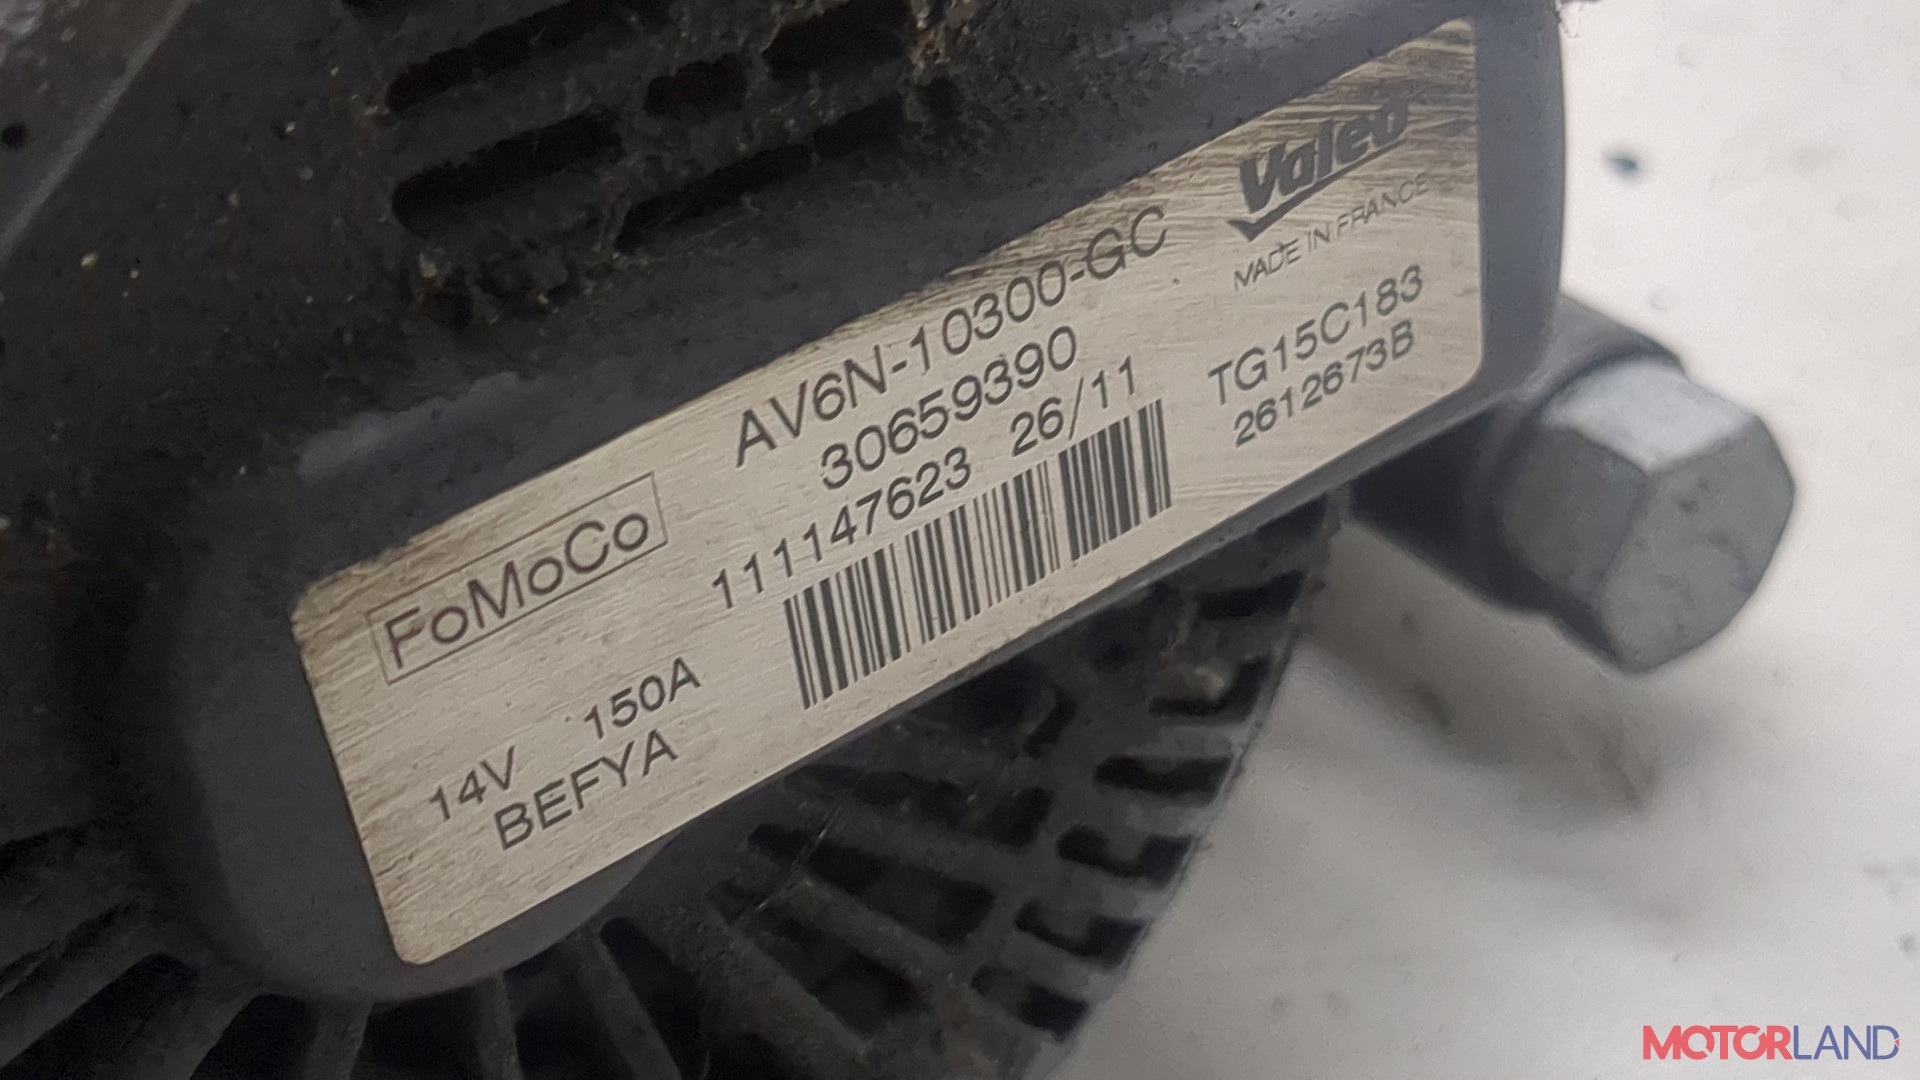 Valeo
MADE IN FRANCE
AV6N-10300-GC
30659390
111147623 26/11
TG15C183
2612673B
FoMoCo
14V 150A
BEFYA
MOTORLAND